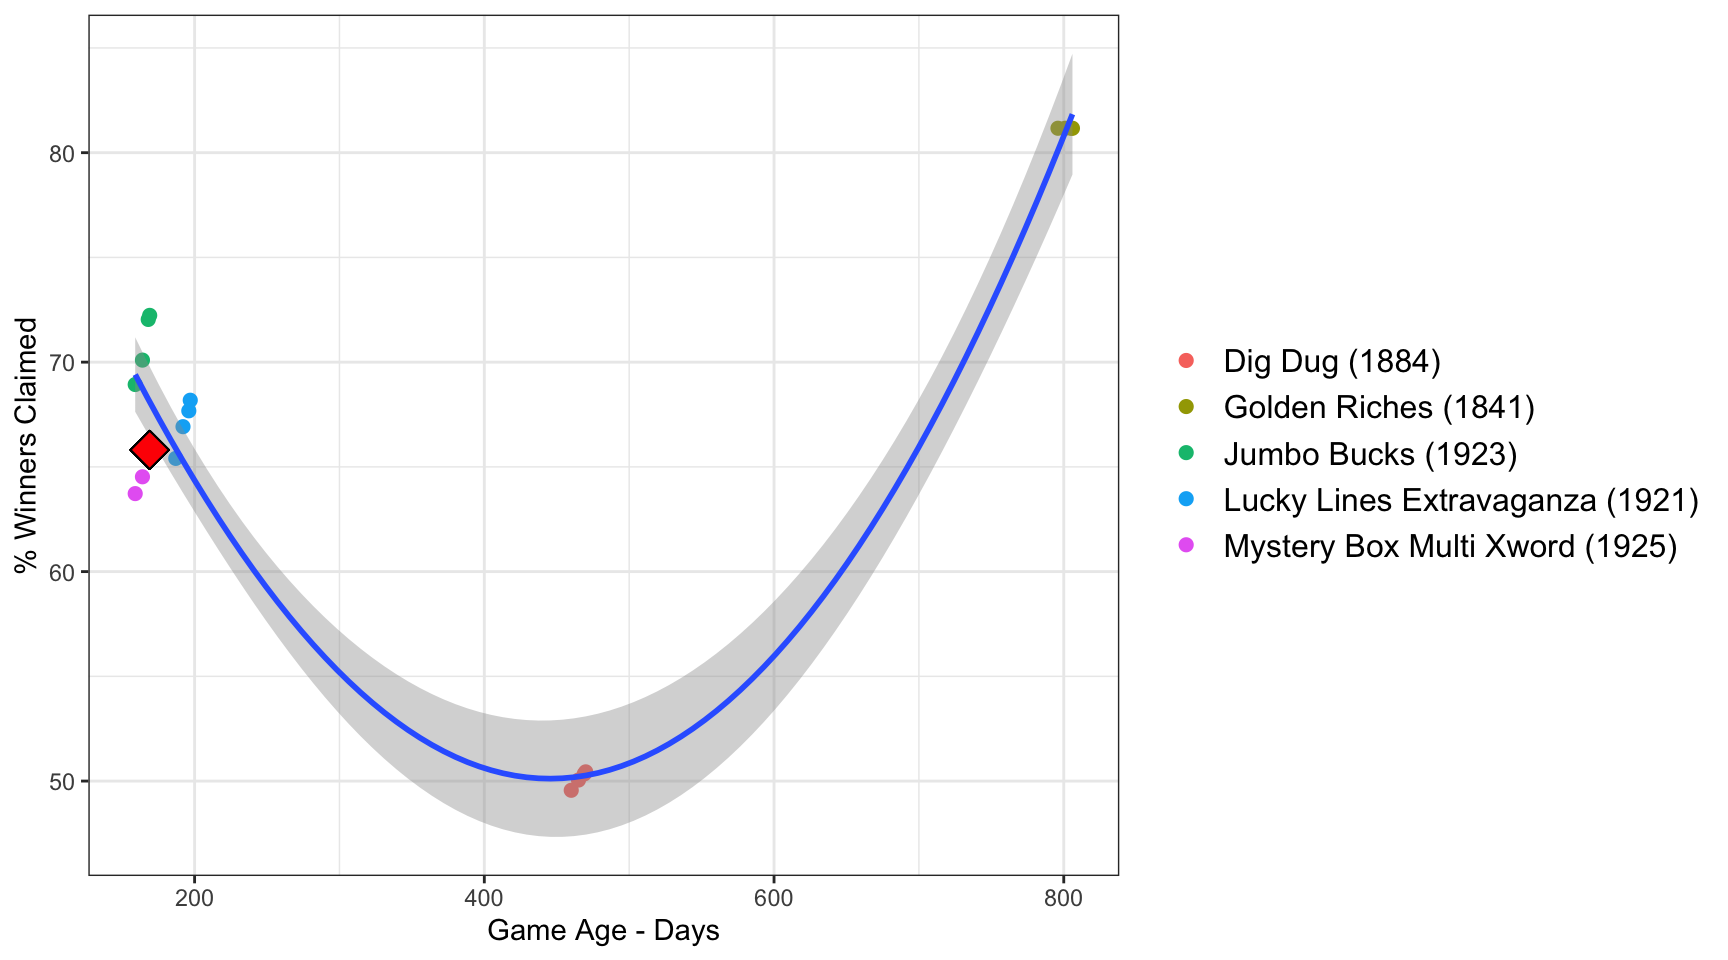 % Winners Claimed
80
70
60
50
200
400
600
800
Game Age - Days
Dig Dug (1884)
Golden Riches (1841)
Jumbo Bucks (1923)
Lucky Lines Extravaganza (1921)
Mystery Box Multi Xword (1925)